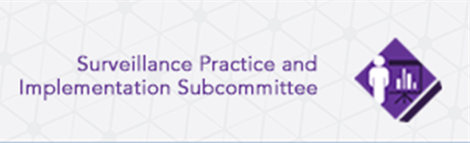 Surveillance Practice and
Implementation Subcommittee